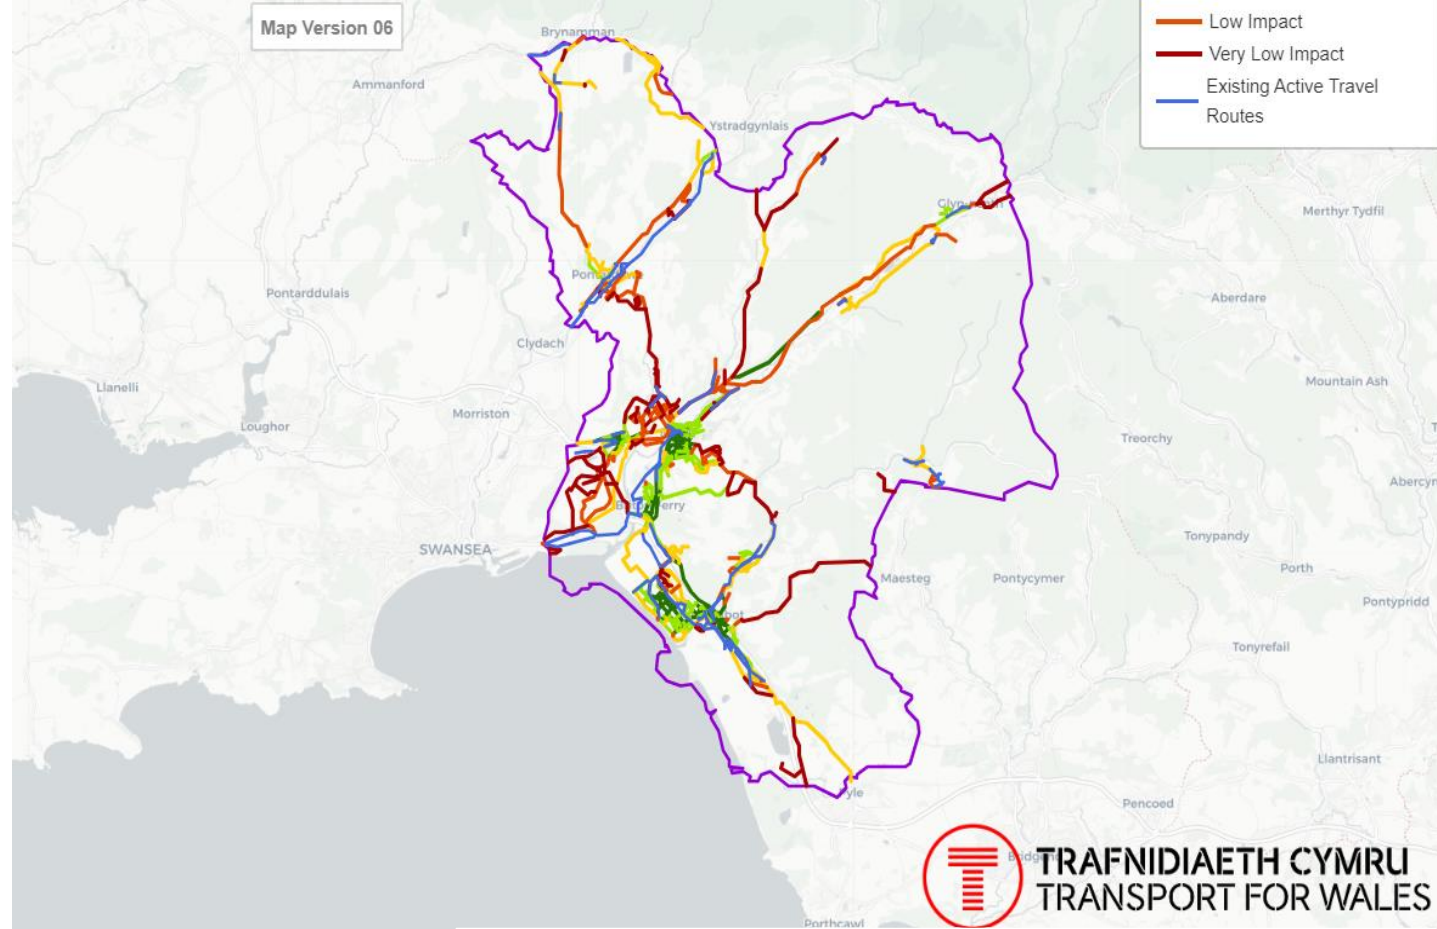 Map Version 06
Low Impact
Very Low Impact
Existing Active Travel
Routes
Brynamman
Ammanford
Ystradgynlais
Merthyr Tydfil
Pontarddulais
Aberdare
Clydach
Llanelli
Mountain Ash
Morriston
Loughor
Treorchy
SWANSEA
Tonypandy
Maesteg
Pontycymer
Porth
Pontypridd
Tonyrefail
Llantrisant
Pencoed
Porthcawl
TRAFNIDIAETH CYMRU
TRANSPORT FOR WALES